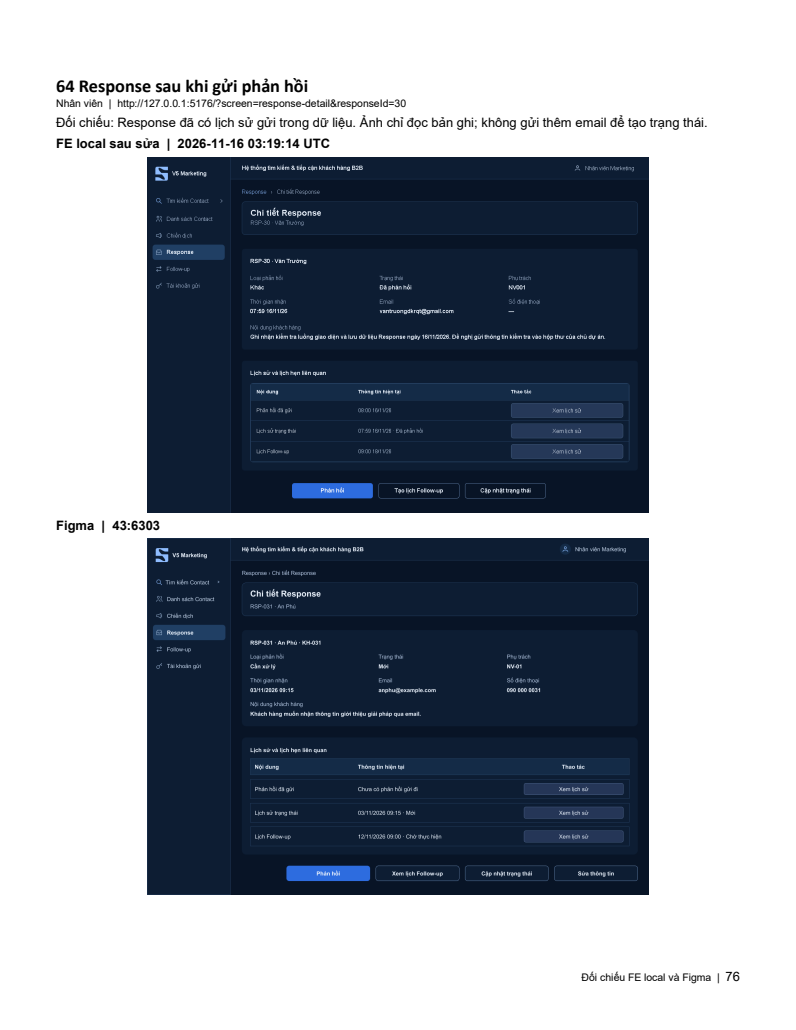 64 Response sau khi gửi phản hồi
Nhân viên | http://127.0.0.1:5176/?screen=response-detail&responseId=30
Đối chiếu: Response đã có lịch sử gửi trong dữ liệu. Ảnh chỉ đọc bản ghi; không gửi thêm email để tạo trạng thái.
FE local sau sửa | 2026-11-16 03:19:14 UTC
V5 Marketing
Hệ thống tìm kiếm & tiếp cận khách hàng B2B
Nhân viên Marketing
Tìm kiếm Contact
Danh sách Contact
Chiến dịch
Response
Follow-up
Tài khoản gửi
Response › Chi tiết Response
Chi tiết Response
RSP-30 · Văn Trường
RSP-30 · Văn Trường
Loại phản hồi Trạng thái Phụ trách
Khác Đã phản hồi NV001
Thời gian nhận Email Số điện thoại
07:59 16/11/26 vantruongdkrqt@gmail.com —
Nội dung khách hàng
Ghi nhận kiểm tra luồng giao diện và lưu dữ liệu Response ngày 16/11/2026. Đề nghị gửi thông tin kiểm tra vào hộp thư của chủ dự án.
Lịch sử và lịch hẹn liên quan
Nội dung Thông tin hiện tại Thao tác
Phản hồi đã gửi 08:00 16/11/26 Xem lịch sử
Lịch sử trạng thái 07:59 16/11/26 · Đã phản hồi Xem lịch sử
Lịch Follow-up 09:00 18/11/26 Xem lịch sử
Phản hồi Tạo lịch Follow-up Cập nhật trạng thái
Figma | 43:6303
V5 Marketing
Hệ thống tìm kiếm & tiếp cận khách hàng B2B
Nhân viên Marketing
Tìm kiếm Contact
Danh sách Contact
Chiến dịch
Response
Follow-up
Tài khoản gửi
Response › Chi tiết Response
Chi tiết Response
RSP-031 · An Phú
RSP-031 · An Phú · KH-031
Loại phản hồi Trạng thái Phụ trách
Cần xử lý Mới NV-01
Thời gian nhận Email Số điện thoại
03/11/2026 09:15 anphu@example.com 090 000 0031
Nội dung khách hàng
Khách hàng muốn nhận thông tin giới thiệu giải pháp qua email.
Lịch sử và lịch hẹn liên quan
Nội dung Thông tin hiện tại Thao tác
Phản hồi đã gửi Chưa có phản hồi gửi đi Xem lịch sử
Lịch sử trạng thái 03/11/2026 09:15 · Mới Xem lịch sử
Lịch Follow-up 12/11/2026 09:00 · Chờ thực hiện Xem lịch sử
Phản hồi Xem lịch Follow-up Cập nhật trạng thái Sửa thông tin
Đối chiếu FE local và Figma | 76